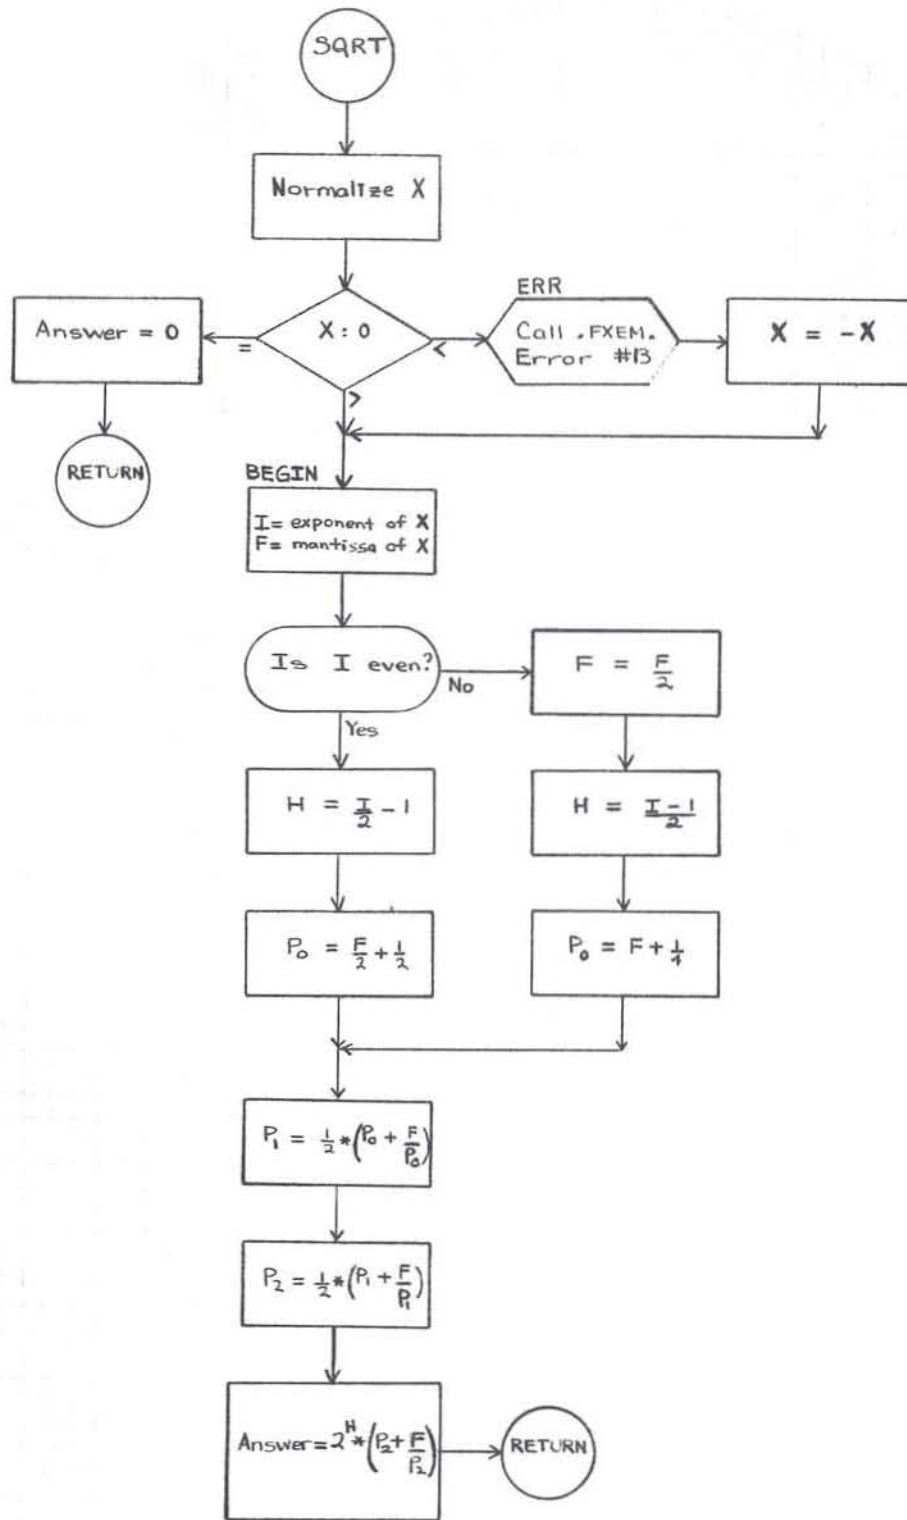 SQRT
Normalize X
X : 0
=
<
>
Answer = 0
RETURN
ERR
Call .FXEM.
Error #13
X = -X
BEGIN
I = exponent of X
F = mantissa of X
Is I even?
No
Yes
F = F/2
H = I/2 - 1
H = (I - 1)/2
P₀ = F/2 + 1/2
P₀ = F + 1/4
P₁ = 1/2 * (P₀ + F/P₀)
P₂ = 1/2 * (P₁ + F/P₁)
Answer = 2^H * (P₂ + F/P₂)
RETURN